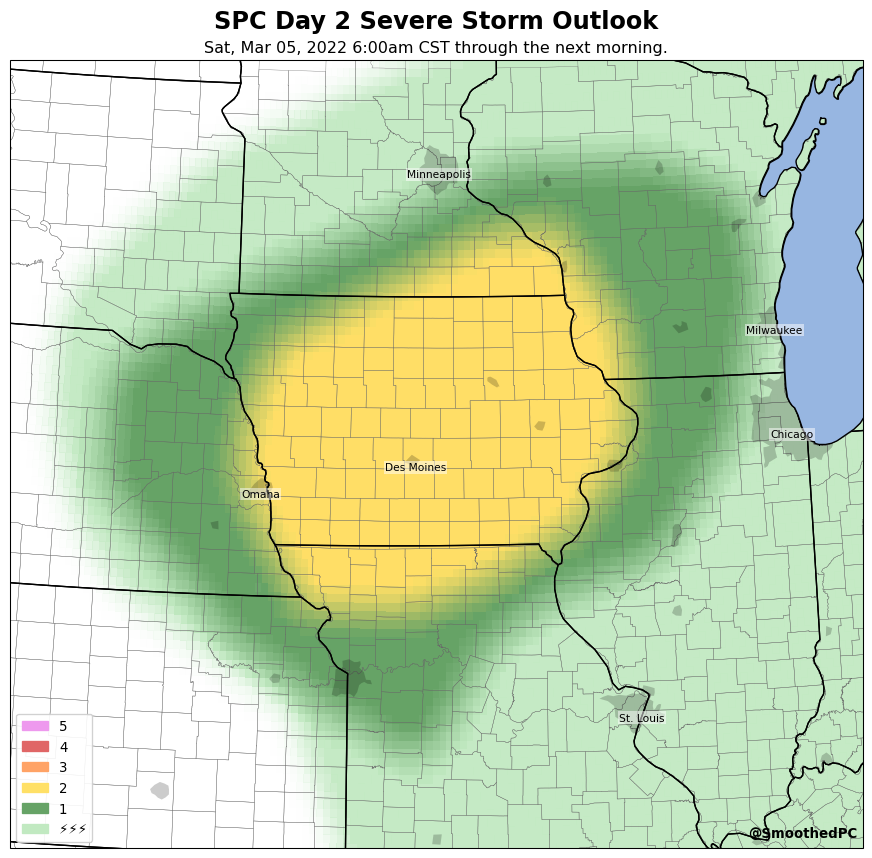 SPC Day 2 Severe Storm Outlook
Sat, Mar 05, 2022 6:00am CST through the next morning.
Minneapolis
Milwaukee
Chicago
Des Moines
Omaha
St. Louis
5
4
3
2
1
⚡⚡⚡
@SmoothedPC